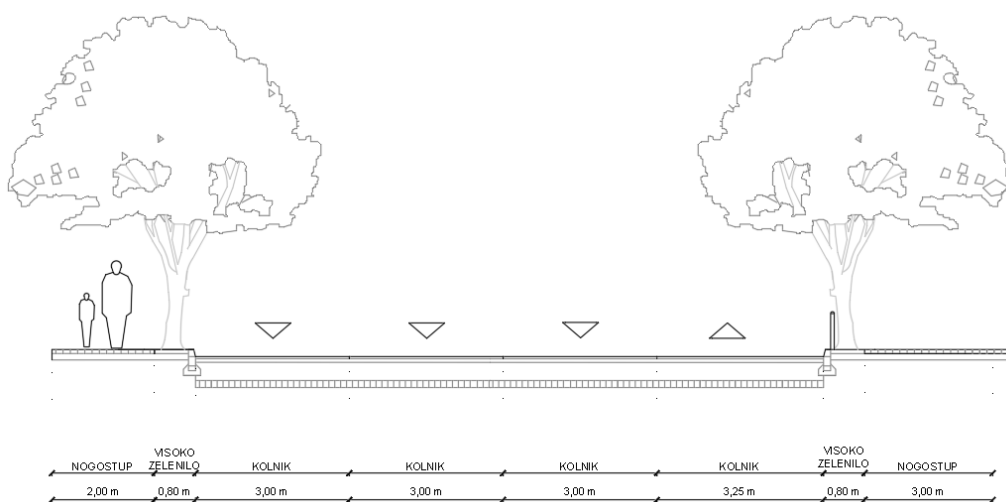 NOGOSTUP VISOKO ZELENILO KOLNIK KOLNIK KOLNIK KOLNIK VISOKO ZELENILO NOGOSTUP
2,00 m 0,80 m 3,00 m 3,00 m 3,00 m 3,25 m 0,80 m 3,00 m